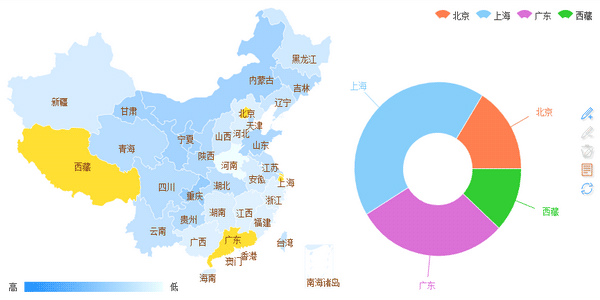 北京 上海 广东 西藏
黑龙江
内蒙古 吉林
新疆 辽宁
甘肃 北京
天津
山西 河北
宁夏 山东
青海 陕西
西藏 河南 江苏
四川 湖北 安徽 上海
重庆 浙江
贵州 湖南 江西
云南 福建
广西 广东 台湾
澳门 香港
海南 南海诸岛
高 低
上海
北京
西藏
广东